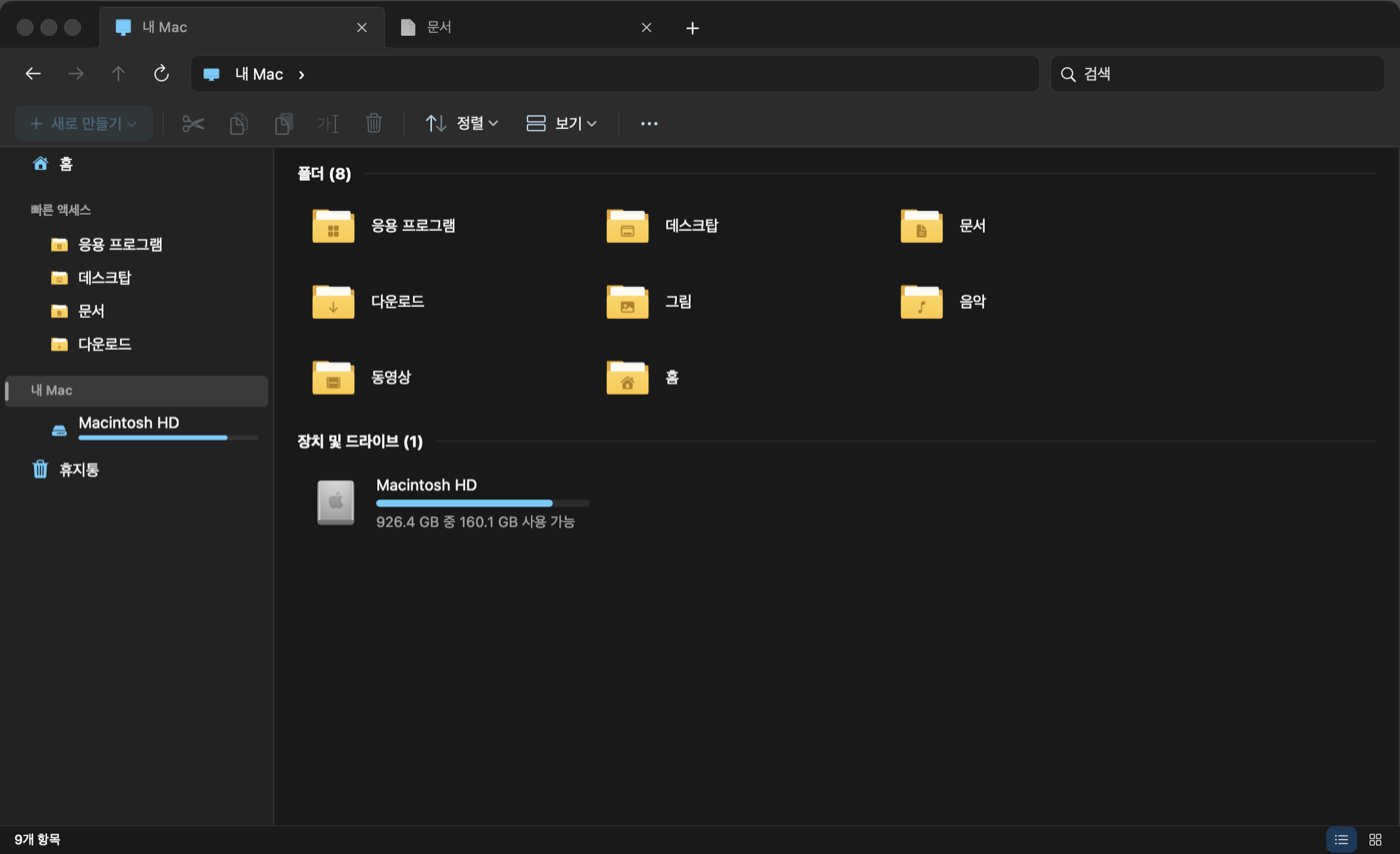 내 Mac
문서
내 Mac
검색
새로 만들기
가
정렬
보기
홈
빠른 액세스
응용 프로그램
데스크탑
문서
다운로드
내 Mac
Macintosh HD
휴지통
풀더 (8)
응용 프로그램
데스크탑
문서
다운로드
그림
음악
동영상
홈
장치 및 드라이브 (1)
Macintosh HD
926.4 GB 중 160.1 GB 사용 가능
9개 항목